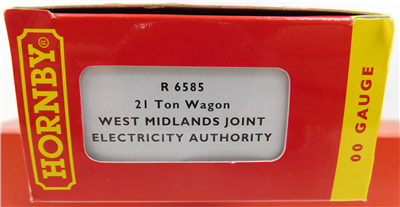 HORNBY®
R 6585
21 Ton Wagon
WEST MIDLANDS JOINT
ELECTRICITY AUTHORITY
00 GAUGE